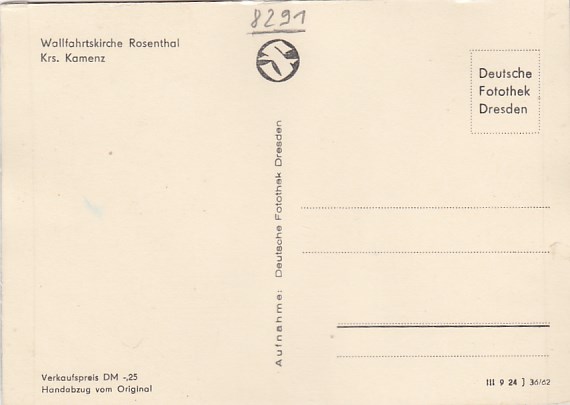 8291
Wallfahrtskirche Rosenthal
Krs. Kamenz
Deutsche
Fotothek
Dresden
Aufnahme: Deutsche Fotothek Dresden
Verkaufspreis DM -,25
Handabzug vom Original
III 9 24 J 36/62